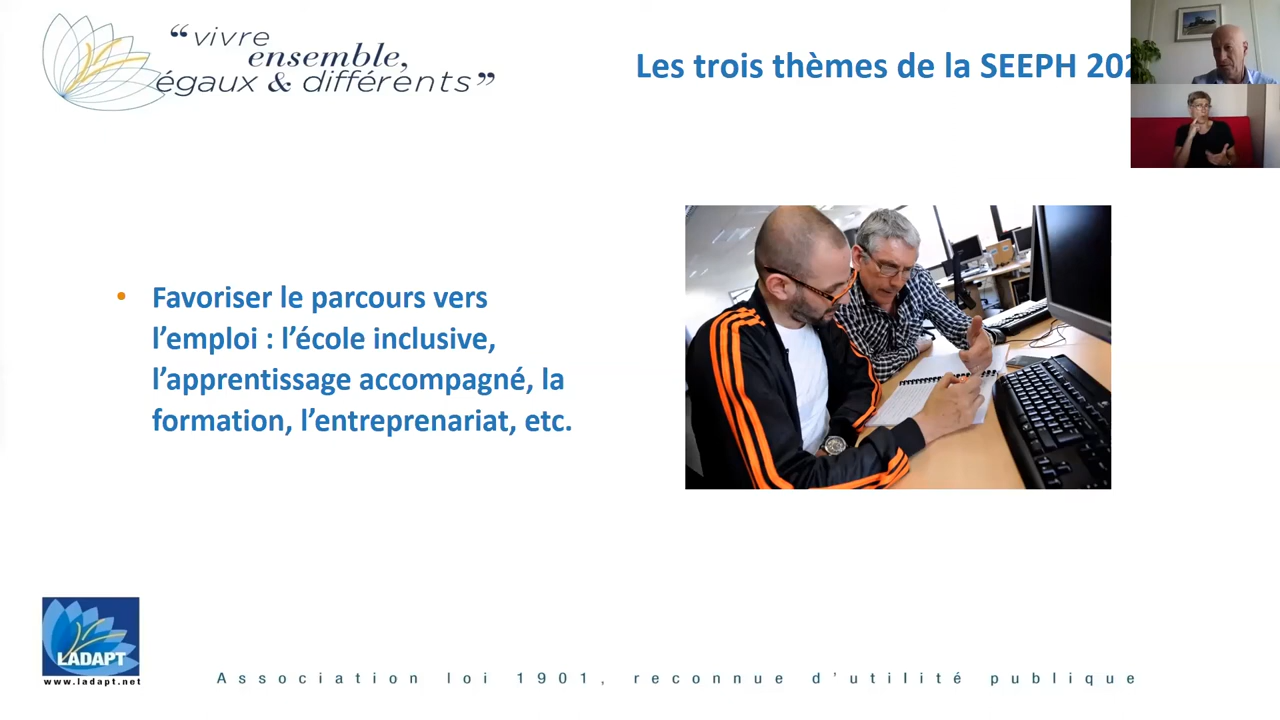 “vivre
ensemble,
égaux & différents”
Les trois thèmes de la SEEPH
Favoriser le parcours vers
l’emploi : l’école inclusive,
l’apprentissage accompagné, la
formation, l’entreprenariat, etc.
LADAPT
www.ladapt.net
Association loi 1901, reconnue d’utilité publique